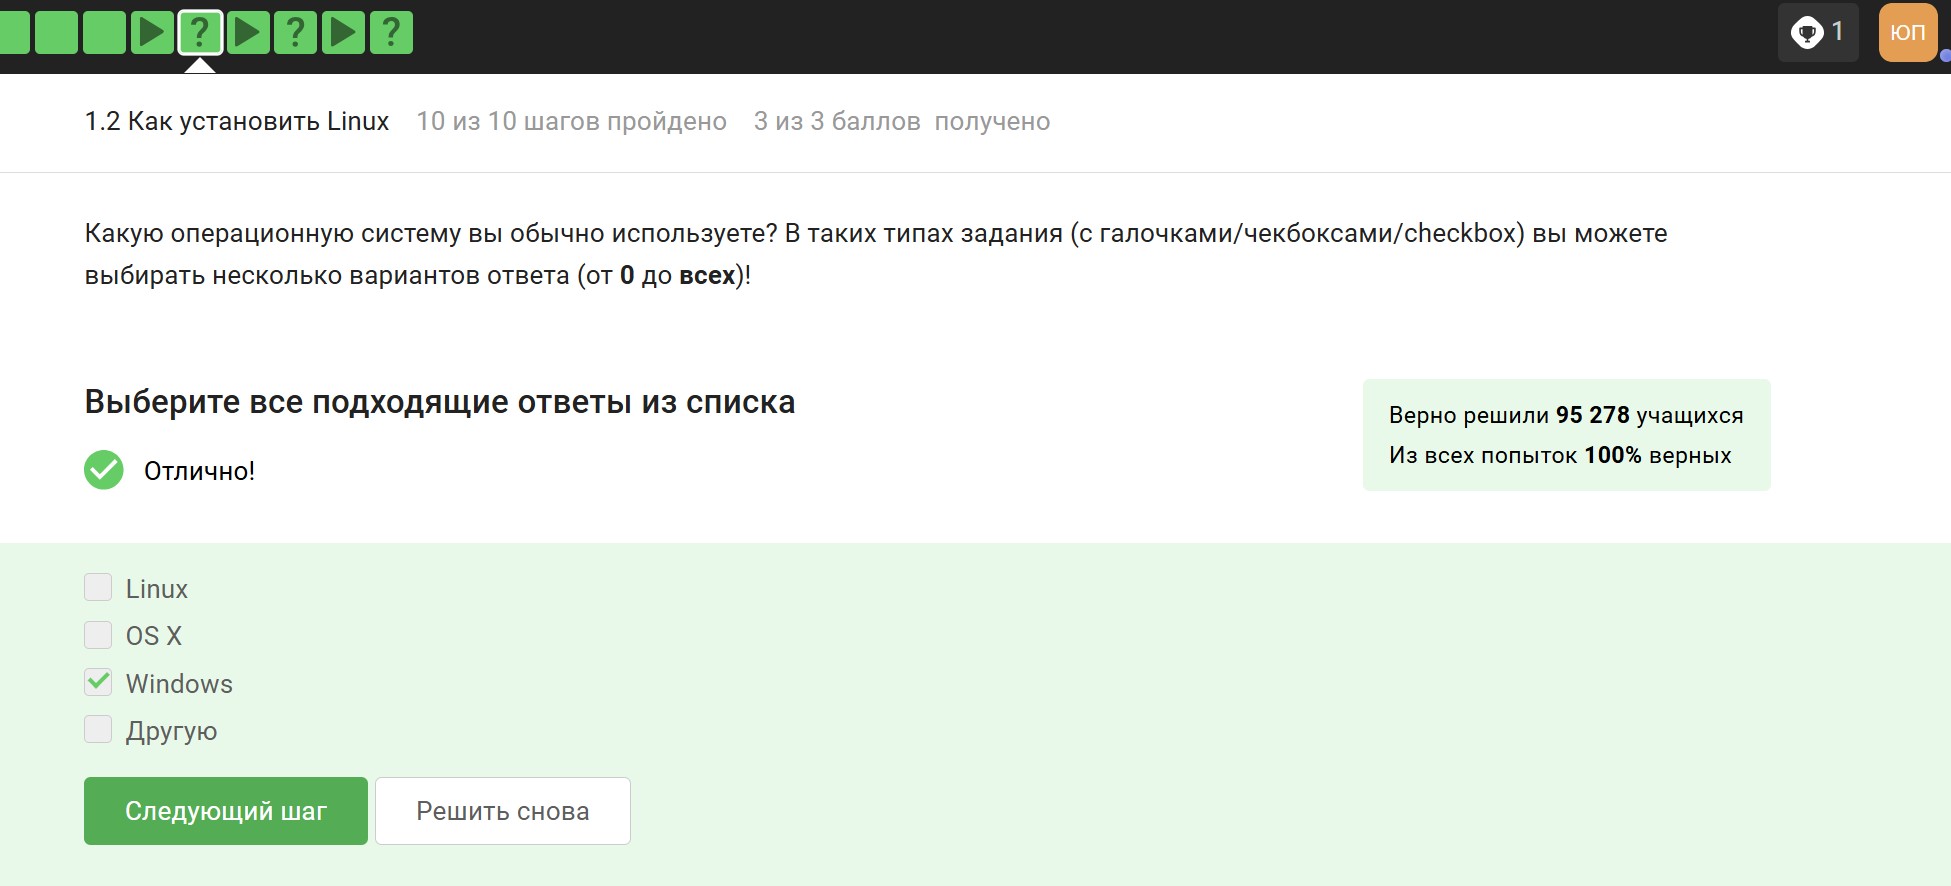 ? ? ?
1
ЮП
1.2 Как установить Linux 10 из 10 шагов пройдено 3 из 3 баллов получено
Какую операционную систему вы обычно используете? В таких типах задания (с галочками/чекбоксами/checkbox) вы можете
выбирать несколько вариантов ответа (от 0 до всех)!
Выберите все подходящие ответы из списка
Отлично!
Верно решили 95 278 учащихся
Из всех попыток 100% верных
Linux
OS X
Windows
Другую
Следующий шаг
Решить снова